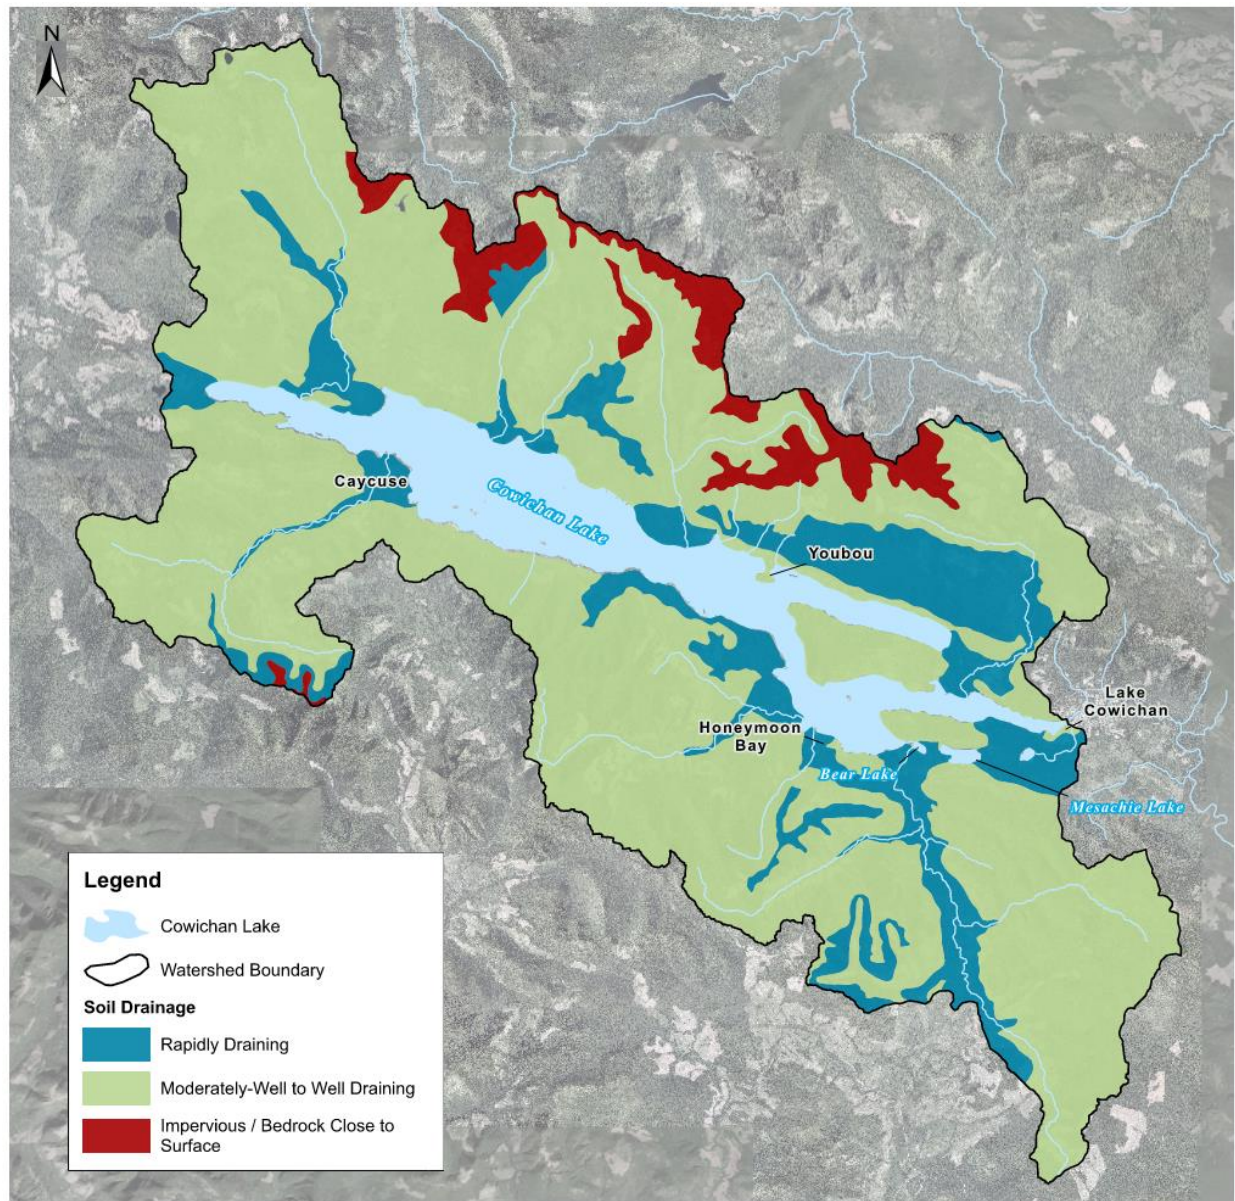 N
Caycuse
Cowichan Lake
Youbou
Lake
Cowichan
Honeymoon
Bay
Bear Lake
Mesachie Lake
Legend
Cowichan Lake
Watershed Boundary
Soil Drainage
Rapidly Draining
Moderately-Well to Well Draining
Impervious / Bedrock Close to
Surface